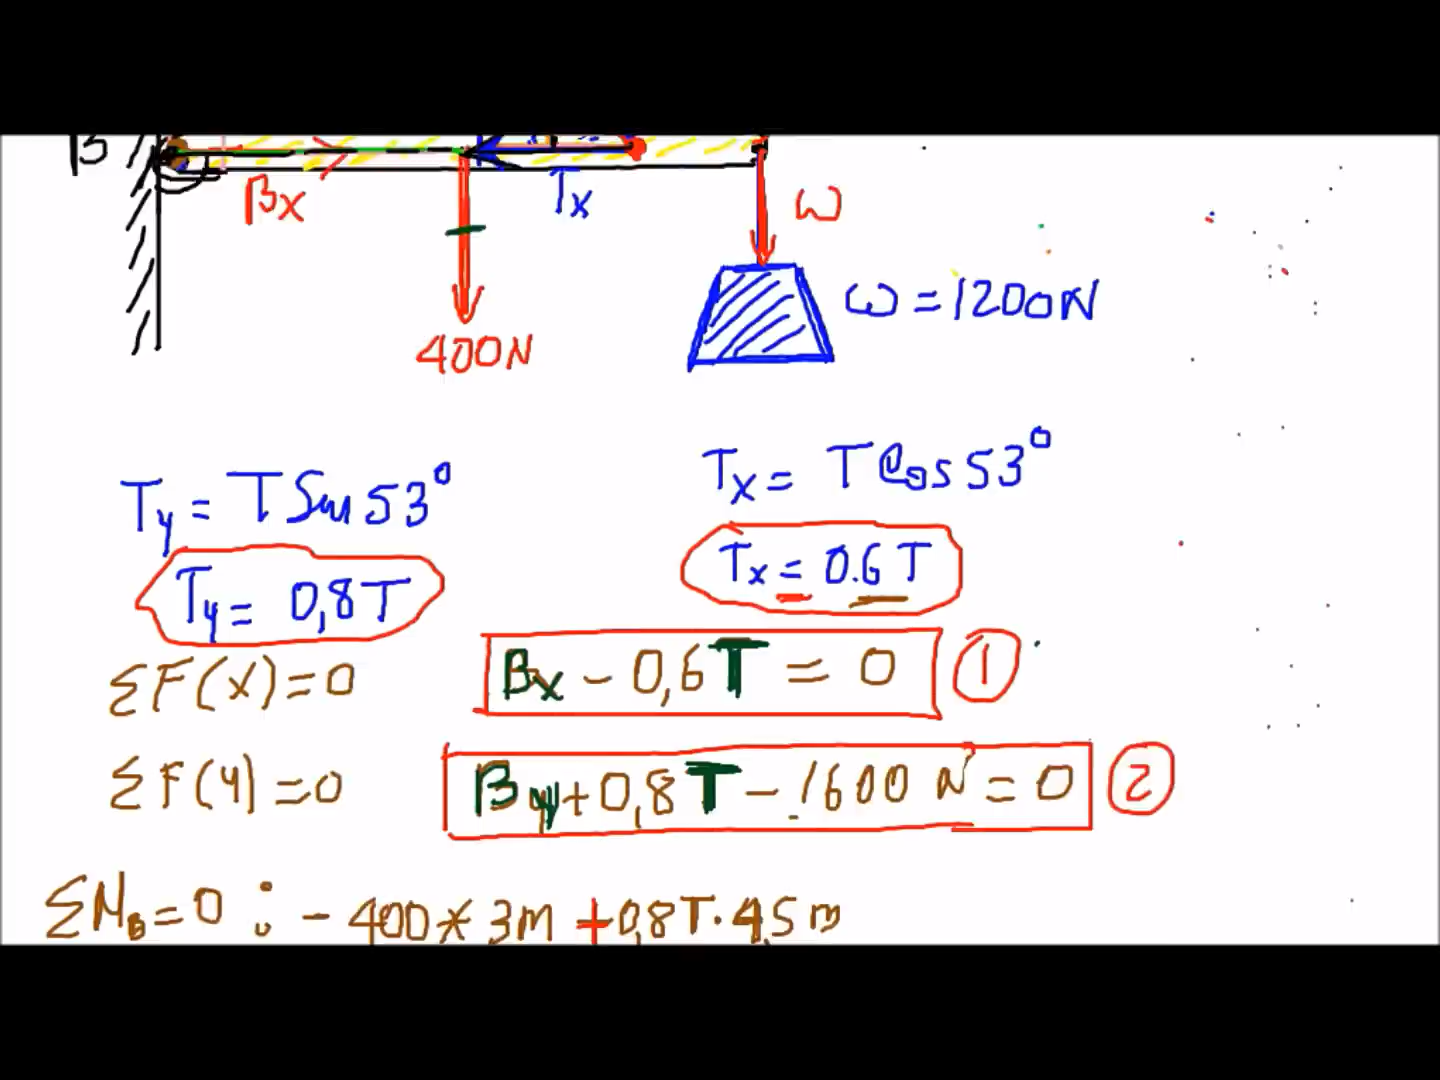 B
Bx Tx ω
400N ω = 1200N
Ty = T Sen 53° Tx = T Cos 53°
Ty = 0,8T Tx = 0.6T
ΣF(x) = 0 Bx - 0,6T = 0 1
ΣF(y) = 0 By + 0,8T - 1600 N = 0 2
ΣM_B = 0 : - 400 * 3m + 0,8T · 4,5 m